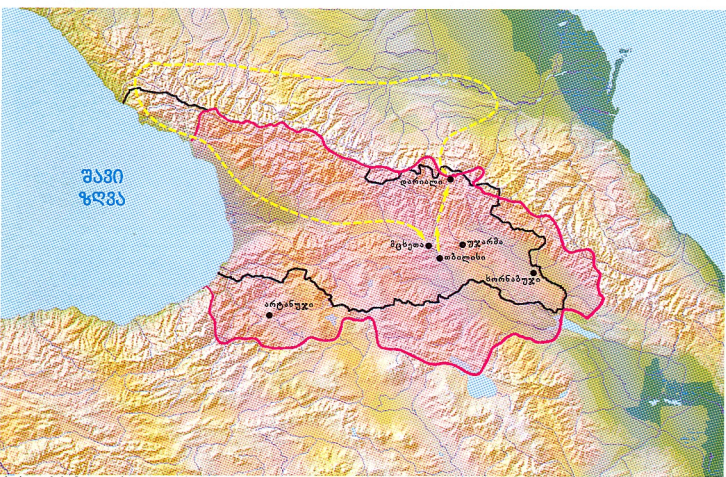 შავი
ზღვა
დარიალი
მცხეთა
უჯარმა
თბილისი
ხორნაბუჯი
არტანუჯი